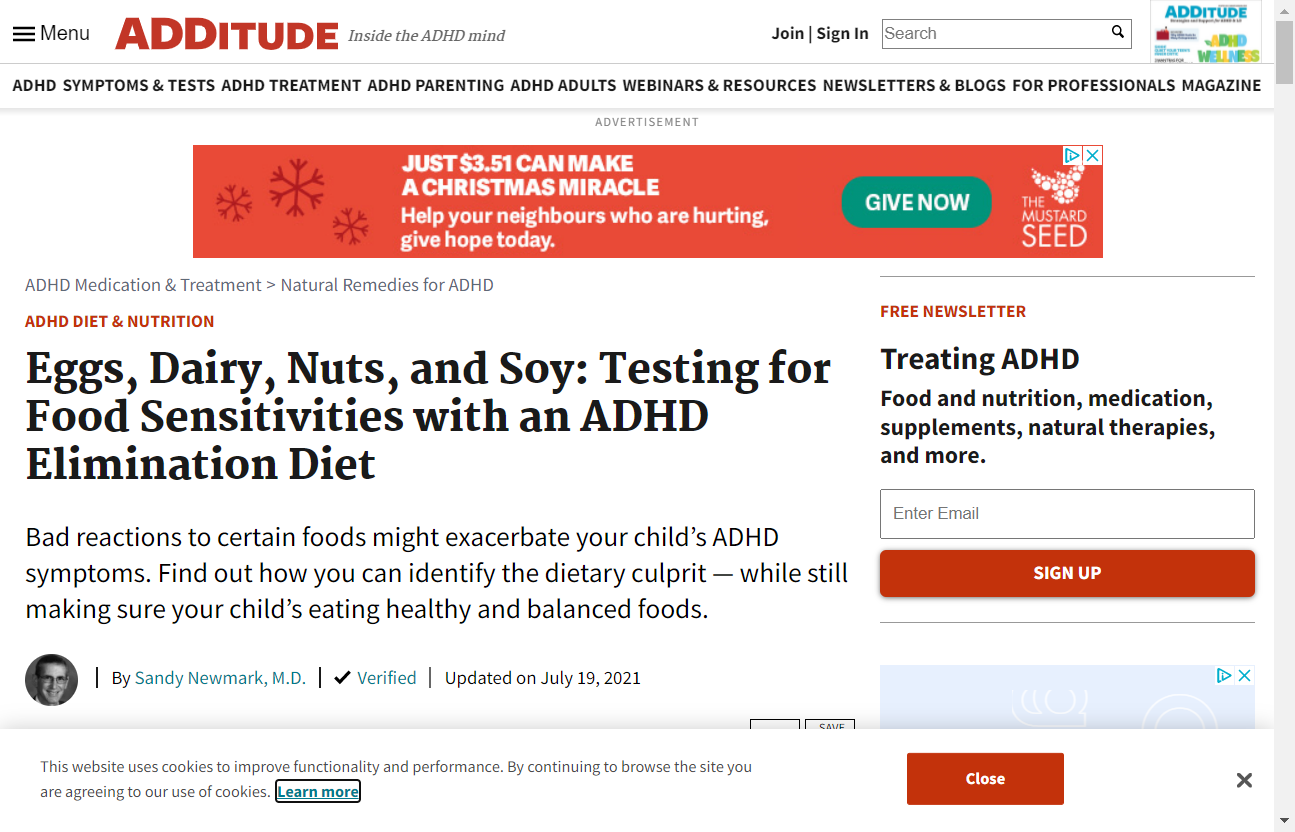 Menu
ADDITUDE
Inside the ADHD mind
Join | Sign In
Search
ADDITUDE
ADHD
WELLNESS
ADHD SYMPTOMS & TESTS ADHD TREATMENT ADHD PARENTING ADHD ADULTS WEBINARS & RESOURCES NEWSLETTERS & BLOGS FOR PROFESSIONALS MAGAZINE
ADVERTISEMENT
JUST $3.51 CAN MAKE
A CHRISTMAS MIRACLE
Help your neighbours who are hurting,
give hope today.
GIVE NOW
THE
MUSTARD
SEED
ADHD Medication & Treatment > Natural Remedies for ADHD
ADHD DIET & NUTRITION
Eggs, Dairy, Nuts, and Soy: Testing for
Food Sensitivities with an ADHD
Elimination Diet
Bad reactions to certain foods might exacerbate your child’s ADHD
symptoms. Find out how you can identify the dietary culprit — while still
making sure your child’s eating healthy and balanced foods.
By Sandy Newmark, M.D. | Verified | Updated on July 19, 2021
SAVE
FREE NEWSLETTER
Treating ADHD
Food and nutrition, medication,
supplements, natural therapies,
and more.
Enter Email
SIGN UP
This website uses cookies to improve functionality and performance. By continuing to browse the site you
are agreeing to our use of cookies. Learn more
Close